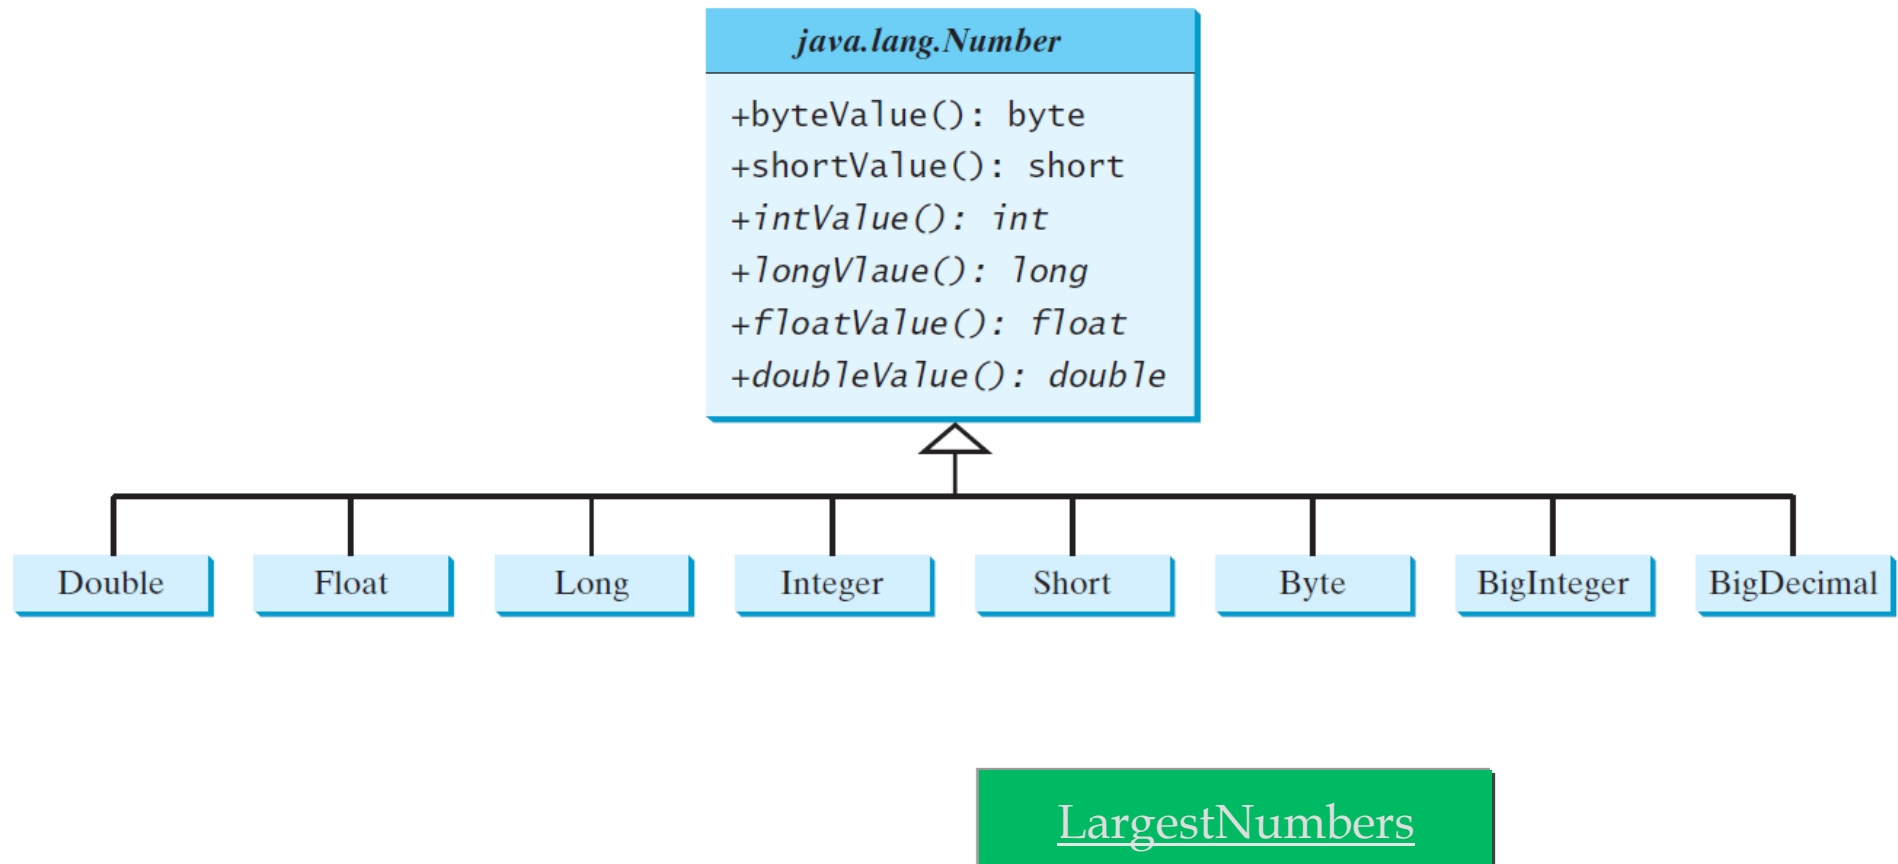 java.lang.Number
+byteValue(): byte
+shortValue(): short
+intValue(): int
+longVlaue(): long
+floatValue(): float
+doubleValue(): double
Double Float Long Integer Short Byte BigInteger BigDecimal
LargestNumbers